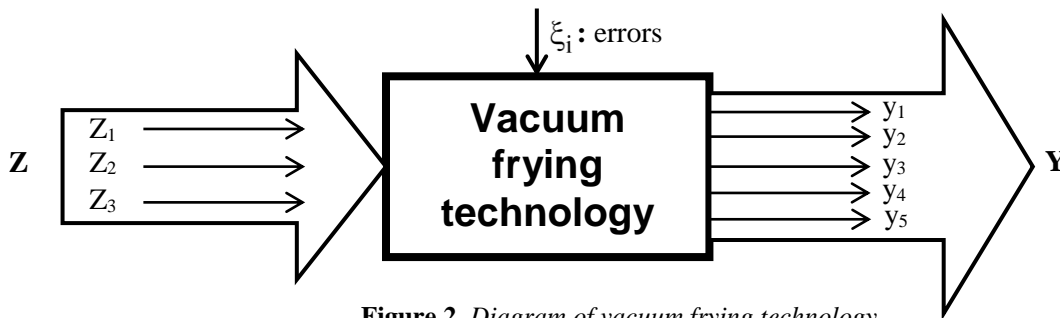 ξi : errors
Z
Z1
Z2
Z3
Vacuum
frying
technology
y1
y2
y3
y4
y5
Y
Figure 2. Diagram of vacuum frying technology